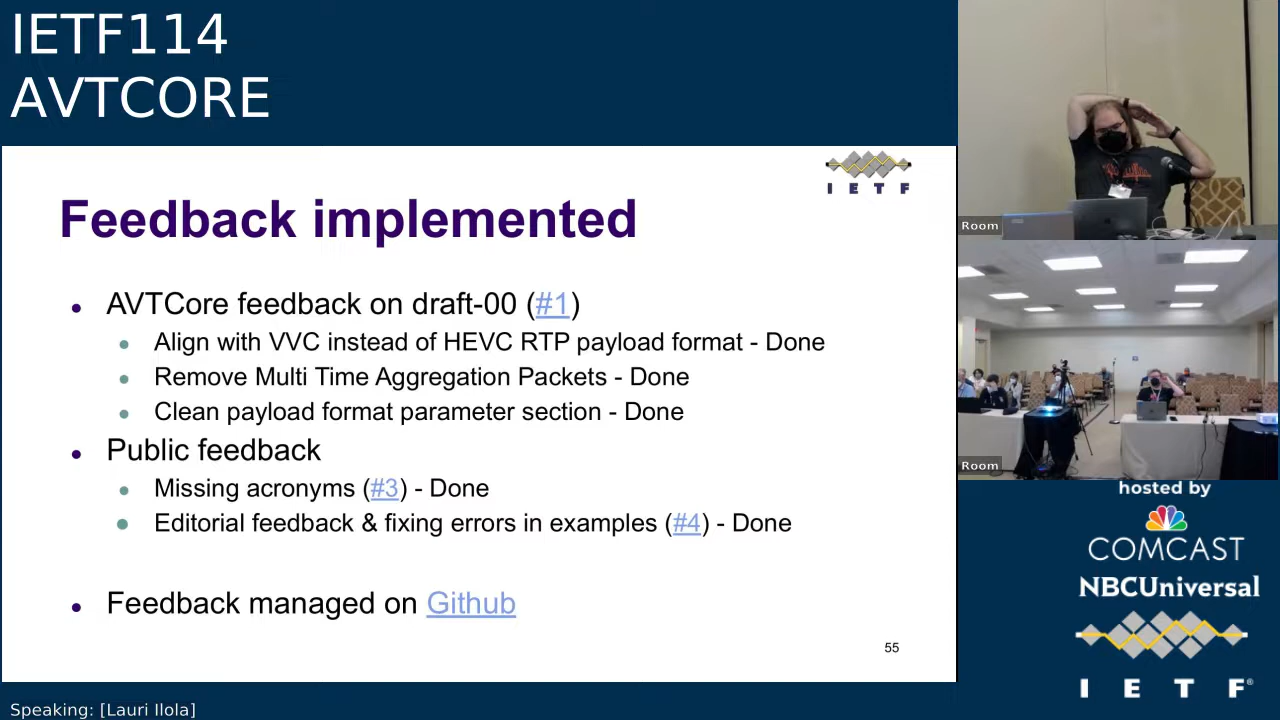 IETF114
AVTCORE
I E T F
Feedback implemented
AVTCore feedback on draft-00 (#1)
Align with VVC instead of HEVC RTP payload format - Done
Remove Multi Time Aggregation Packets - Done
Clean payload format parameter section - Done
Public feedback
Missing acronyms (#3) - Done
Editorial feedback & fixing errors in examples (#4) - Done
Feedback managed on Github
55
Room
Room
hosted by
COMCAST
NBCUniversal
I E T F®
Speaking: [Lauri Ilola]